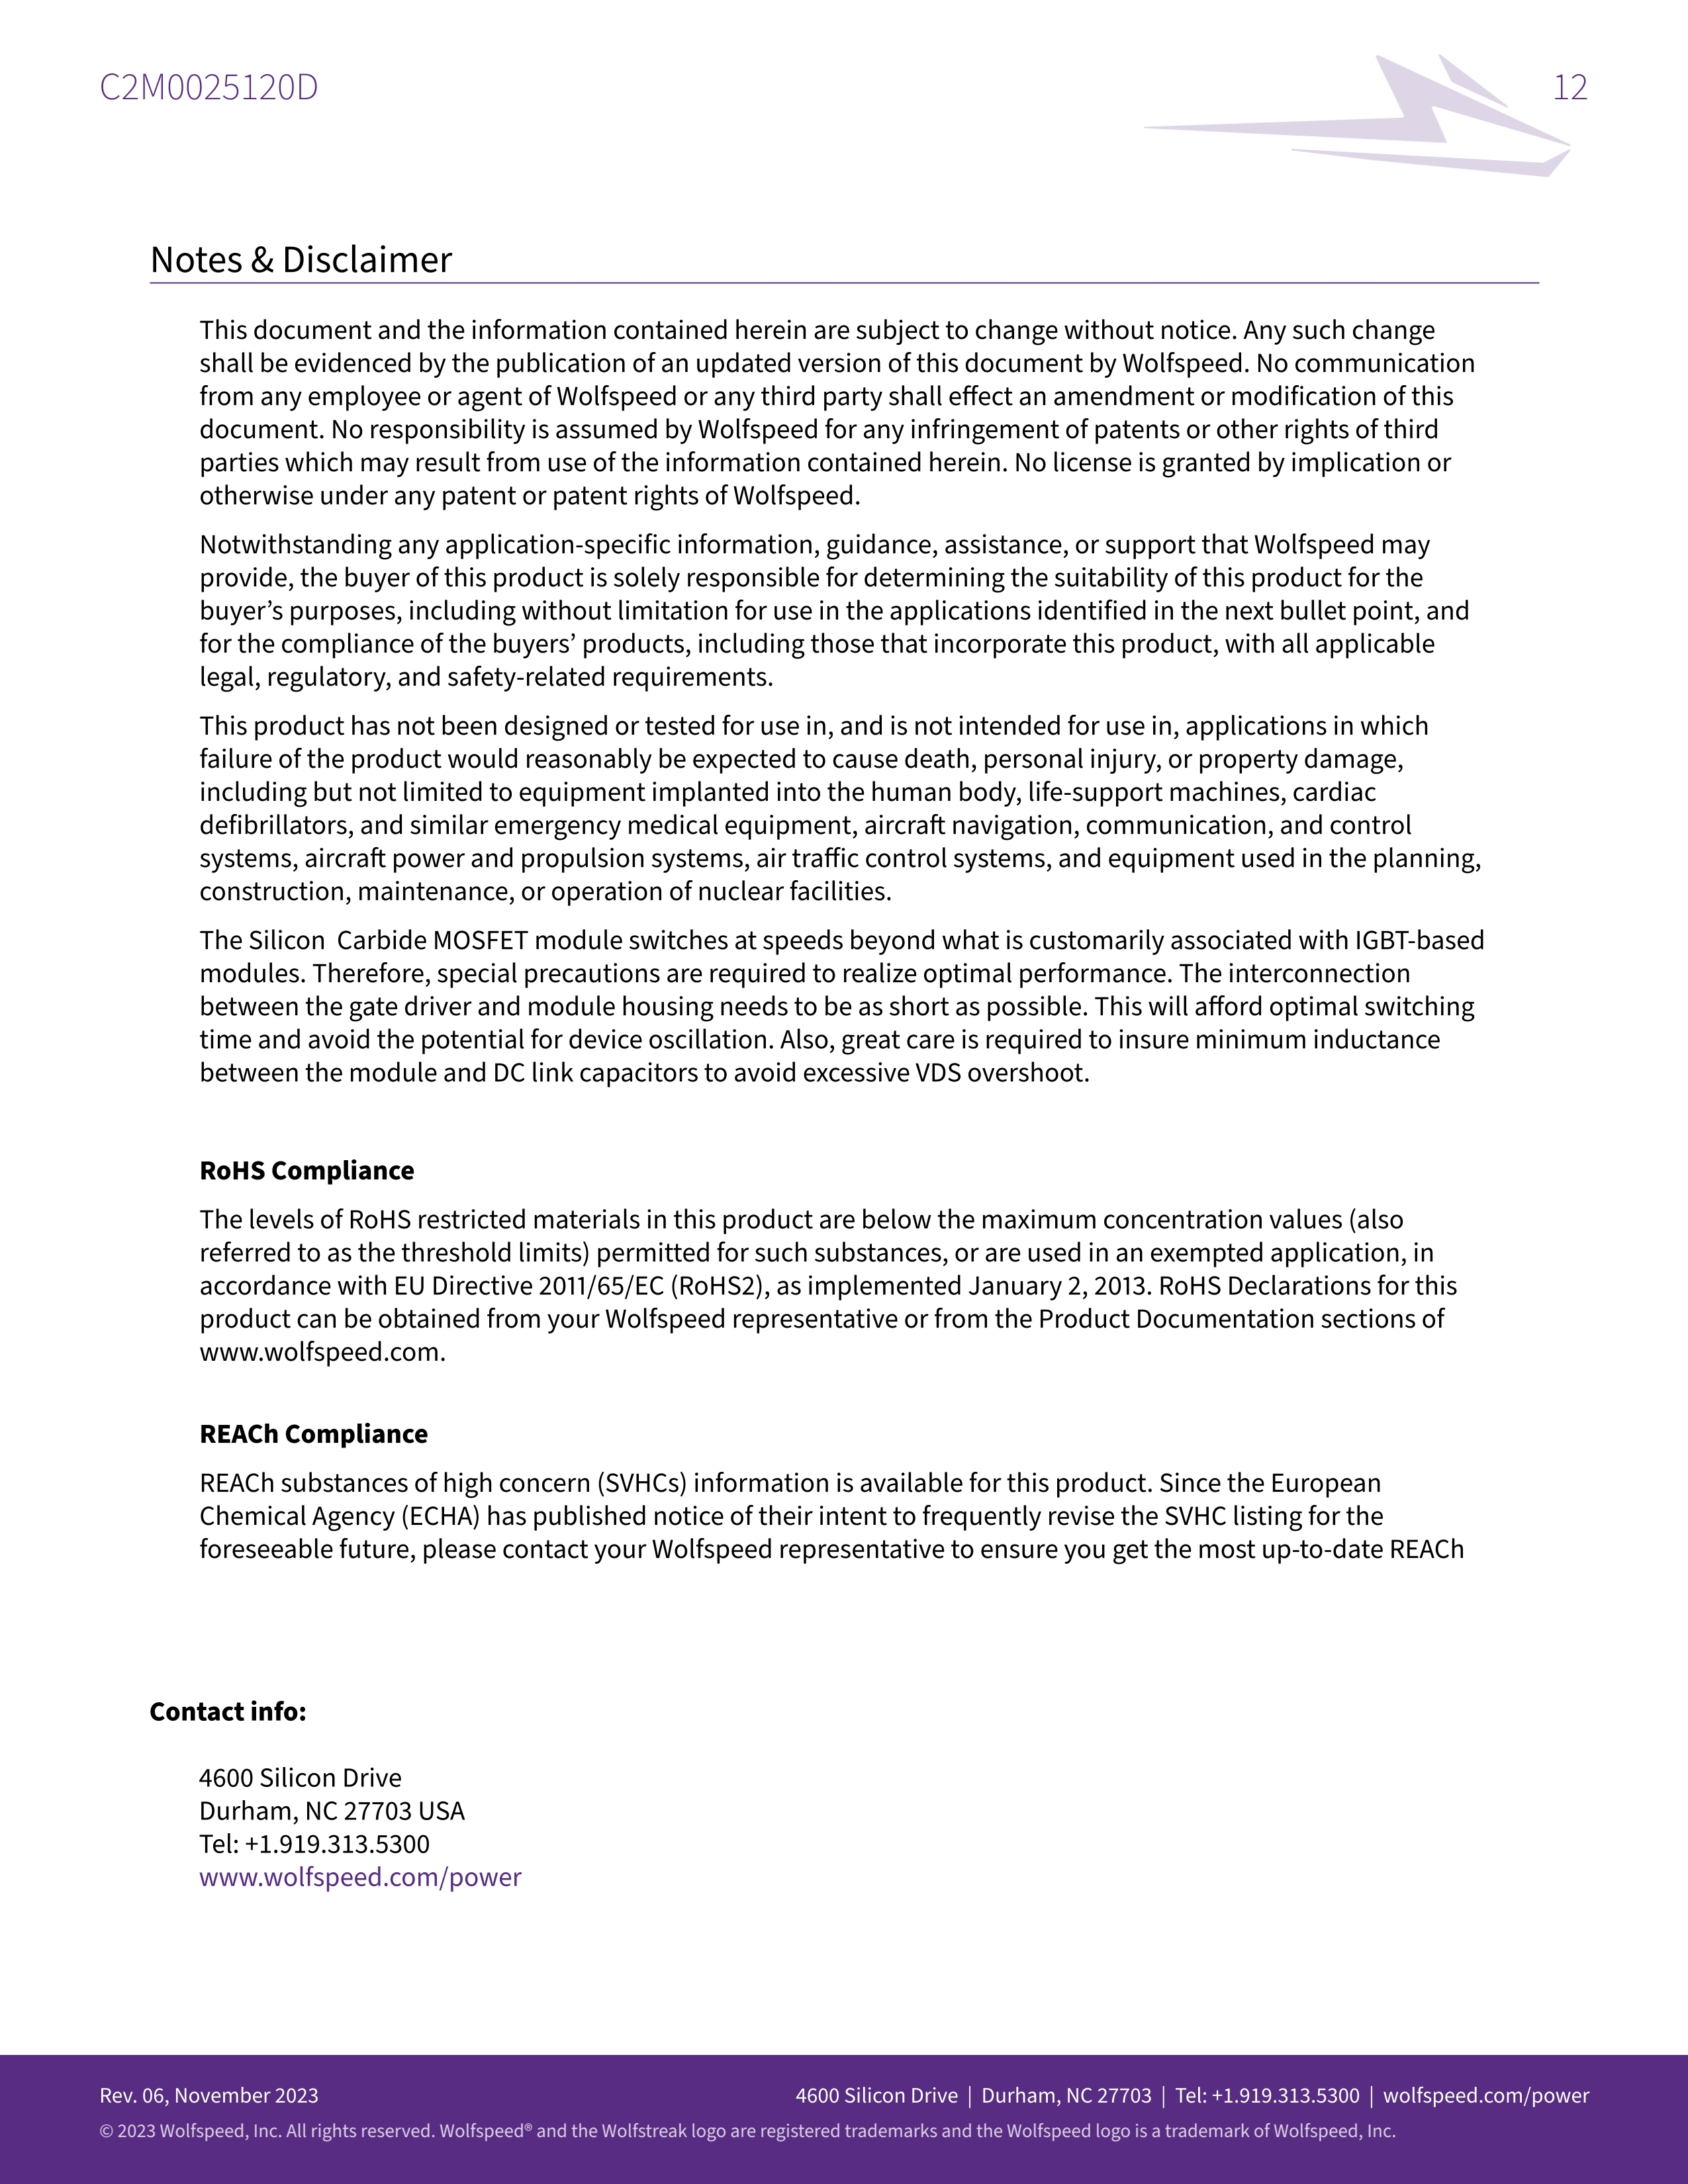 C2M0025120D
12
Notes & Disclaimer
This document and the information contained herein are subject to change without notice. Any such change
shall be evidenced by the publication of an updated version of this document by Wolfspeed. No communication
from any employee or agent of Wolfspeed or any third party shall effect an amendment or modification of this
document. No responsibility is assumed by Wolfspeed for any infringement of patents or other rights of third
parties which may result from use of the information contained herein. No license is granted by implication or
otherwise under any patent or patent rights of Wolfspeed.
Notwithstanding any application-specific information, guidance, assistance, or support that Wolfspeed may
provide, the buyer of this product is solely responsible for determining the suitability of this product for the
buyer’s purposes, including without limitation for use in the applications identified in the next bullet point, and
for the compliance of the buyers’ products, including those that incorporate this product, with all applicable
legal, regulatory, and safety-related requirements.
This product has not been designed or tested for use in, and is not intended for use in, applications in which
failure of the product would reasonably be expected to cause death, personal injury, or property damage,
including but not limited to equipment implanted into the human body, life-support machines, cardiac
defibrillators, and similar emergency medical equipment, aircraft navigation, communication, and control
systems, aircraft power and propulsion systems, air traffic control systems, and equipment used in the planning,
construction, maintenance, or operation of nuclear facilities.
The Silicon  Carbide MOSFET module switches at speeds beyond what is customarily associated with IGBT-based
modules. Therefore, special precautions are required to realize optimal performance. The interconnection
between the gate driver and module housing needs to be as short as possible. This will afford optimal switching
time and avoid the potential for device oscillation. Also, great care is required to insure minimum inductance
between the module and DC link capacitors to avoid excessive VDS overshoot.
RoHS Compliance
The levels of RoHS restricted materials in this product are below the maximum concentration values (also
referred to as the threshold limits) permitted for such substances, or are used in an exempted application, in
accordance with EU Directive 2011/65/EC (RoHS2), as implemented January 2, 2013. RoHS Declarations for this
product can be obtained from your Wolfspeed representative or from the Product Documentation sections of
www.wolfspeed.com.
REACh Compliance
REACh substances of high concern (SVHCs) information is available for this product. Since the European
Chemical Agency (ECHA) has published notice of their intent to frequently revise the SVHC listing for the
foreseeable future, please contact your Wolfspeed representative to ensure you get the most up-to-date REACh
Contact info:
4600 Silicon Drive
Durham, NC 27703 USA
Tel: +1.919.313.5300
www.wolfspeed.com/power
Rev. 06, November 2023
4600 Silicon Drive | Durham, NC 27703 | Tel: +1.919.313.5300 | wolfspeed.com/power
© 2023 Wolfspeed, Inc. All rights reserved. Wolfspeed® and the Wolfstreak logo are registered trademarks and the Wolfspeed logo is a trademark of Wolfspeed, Inc.